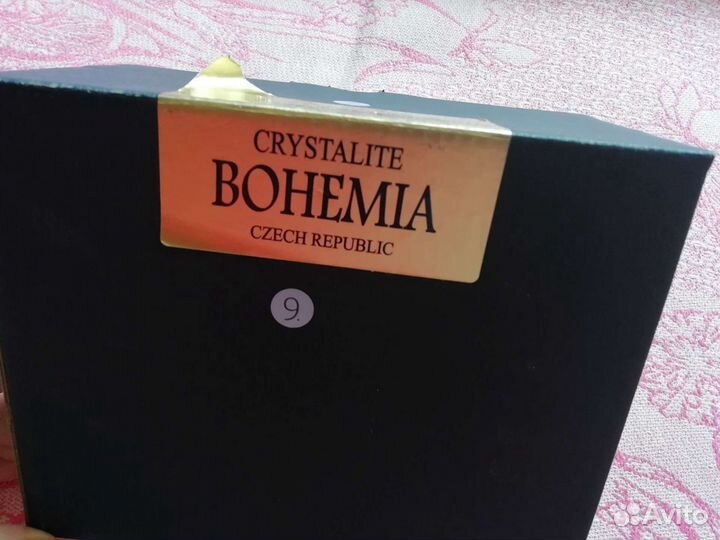 CRYSTALITE
BOHEMIA
CZECH REPUBLIC
9.
Avito